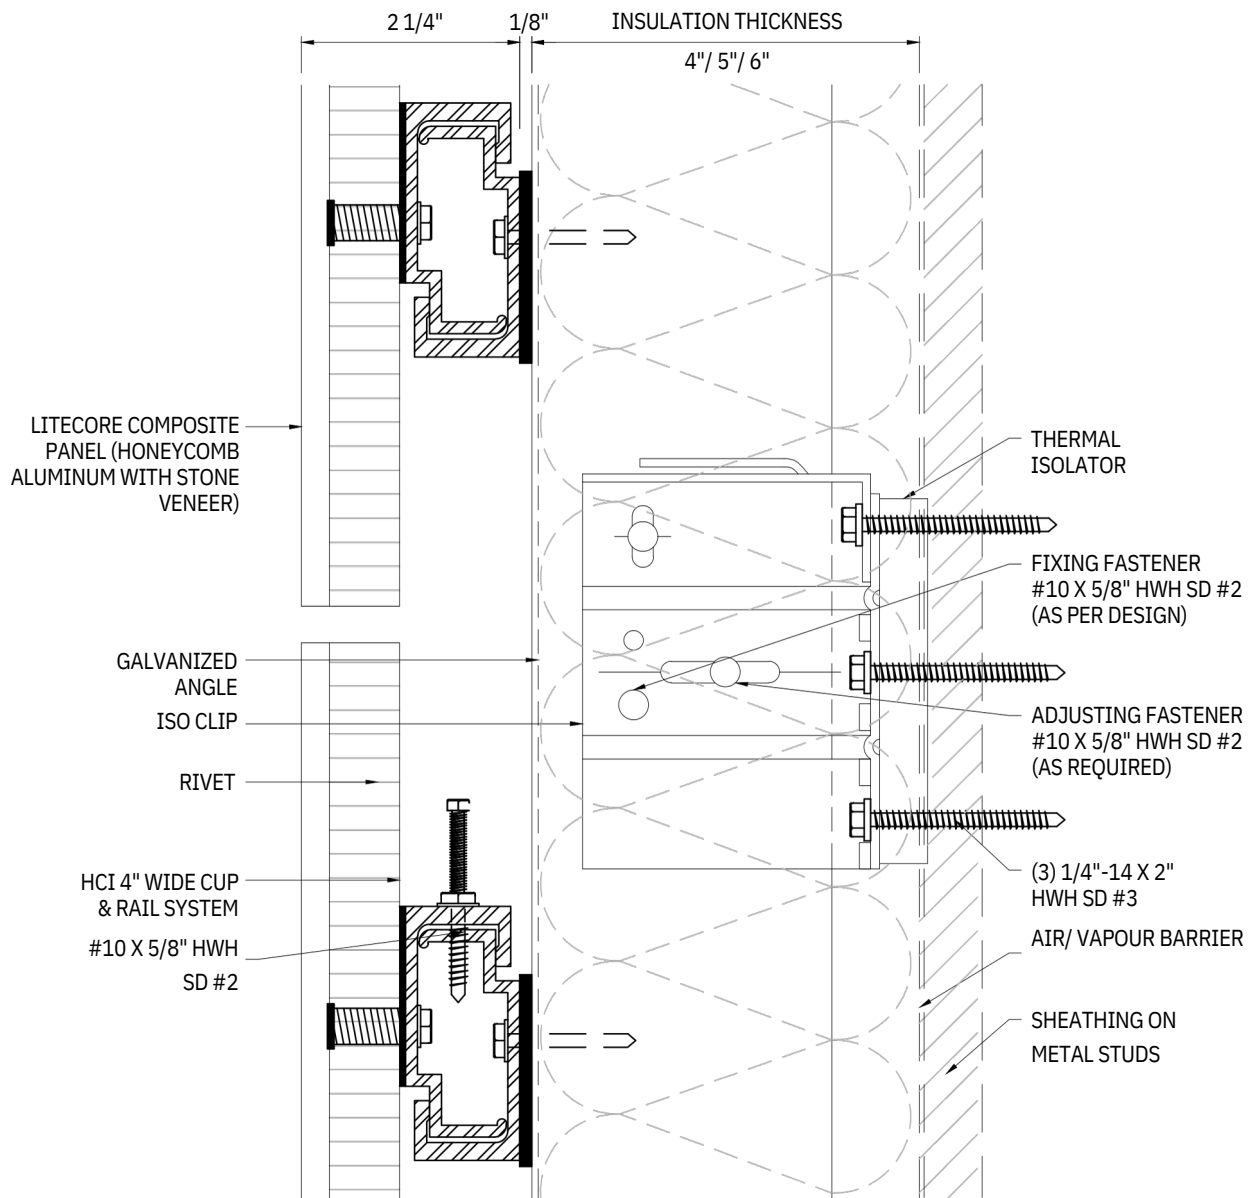 2 1/4"
1/8"
INSULATION THICKNESS
4"/ 5"/ 6"
LITECORE COMPOSITE
PANEL (HONEYCOMB
ALUMINUM WITH STONE
VENEER)
GALVANIZED
ANGLE
ISO CLIP
RIVET
HCI 4" WIDE CUP
& RAIL SYSTEM
#10 X 5/8" HWH
SD #2
THERMAL
ISOLATOR
FIXING FASTENER
#10 X 5/8" HWH SD #2
(AS PER DESIGN)
ADJUSTING FASTENER
#10 X 5/8" HWH SD #2
(AS REQUIRED)
(3) 1/4"-14 X 2"
HWH SD #3
AIR/ VAPOUR BARRIER
SHEATHING ON
METAL STUDS